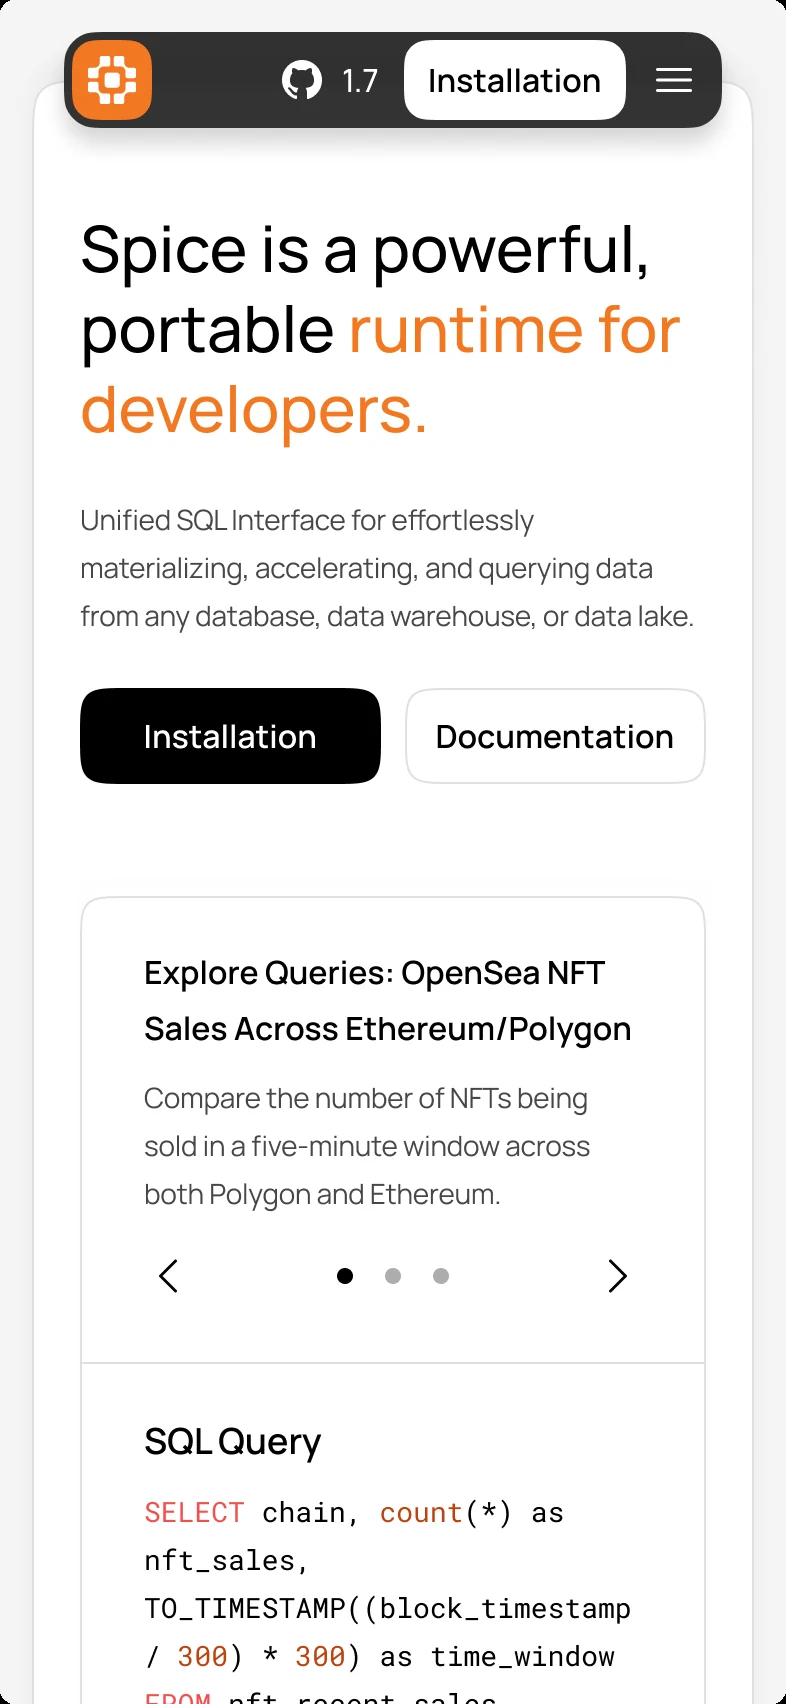 1.7
Installation
Spice is a powerful,
portable runtime for
developers.
Unified SQL Interface for effortlessly
materializing, accelerating, and querying data
from any database, data warehouse, or data lake.
Installation
Documentation
Explore Queries: OpenSea NFT
Sales Across Ethereum/Polygon
Compare the number of NFTs being
sold in a five-minute window across
both Polygon and Ethereum.
SQL Query
SELECT chain, count(*) as
nft_sales,
TO_TIMESTAMP((block_timestamp
/ 300) * 300) as time_window
FROM nft_recent_sales